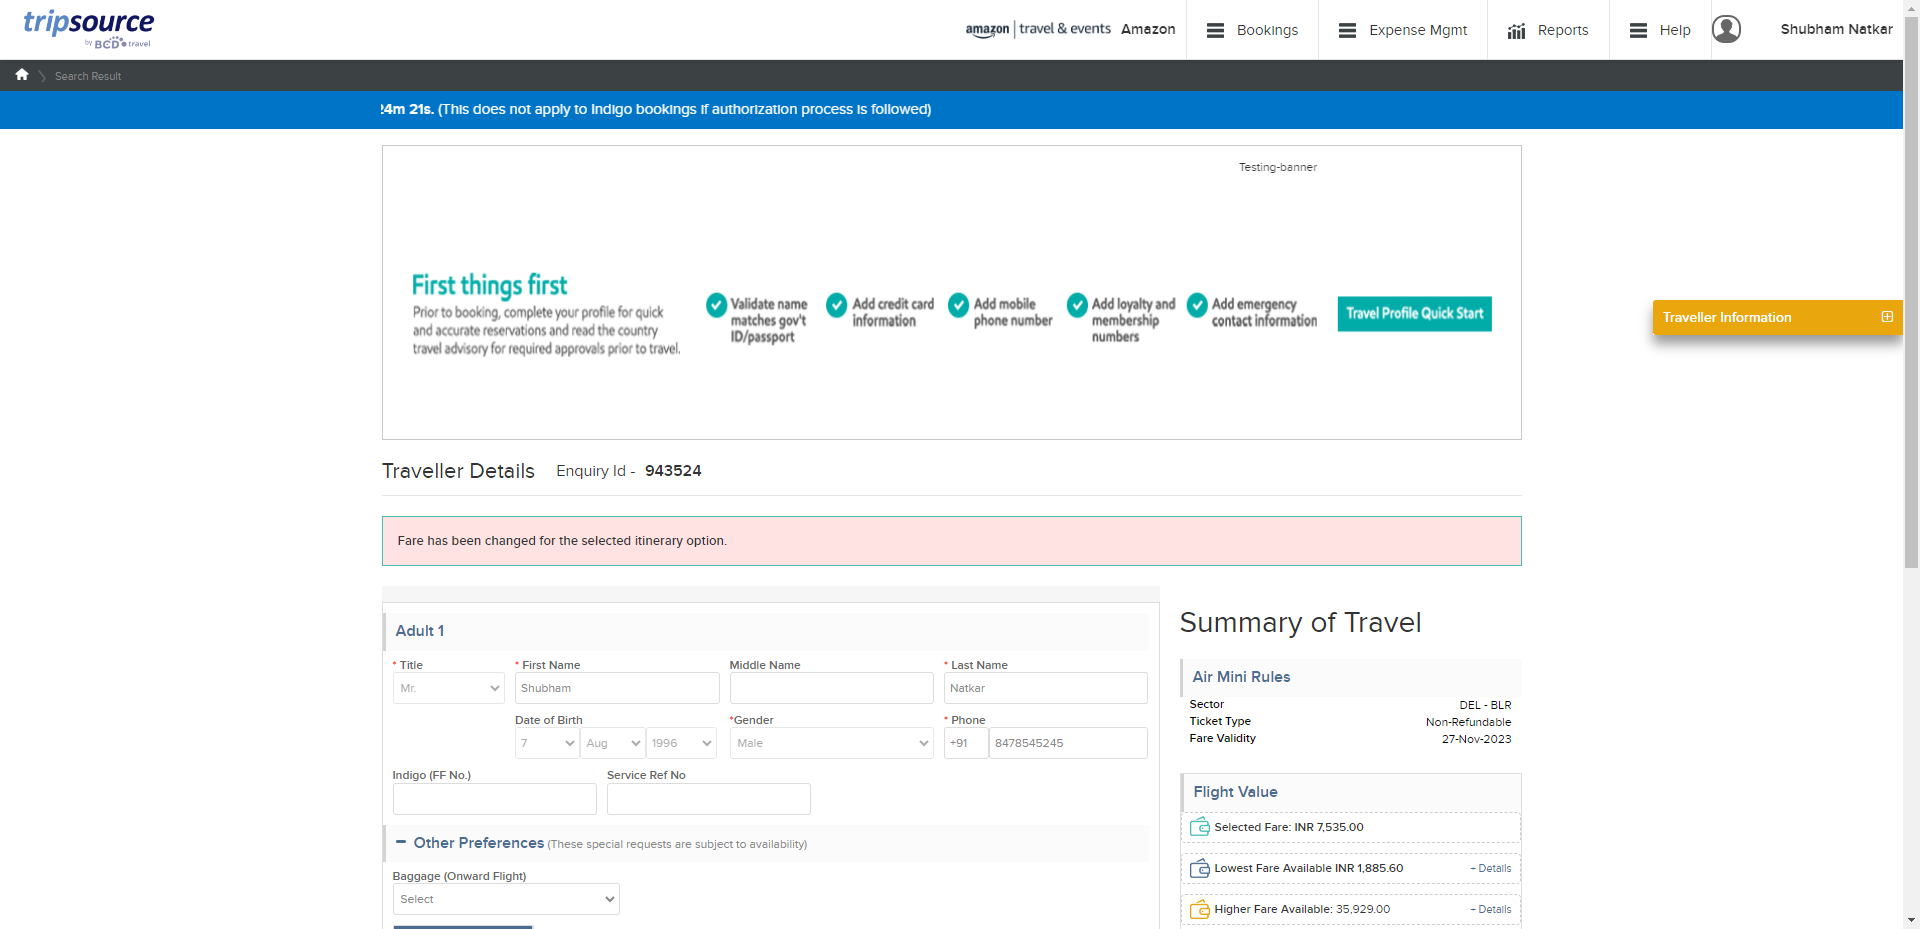 tripsource
by BCD travel
amazon | travel & events Amazon
Bookings
Expense Mgmt
Reports
Help
Shubham Natkar
Search Result
24m 21s. (This does not apply to Indigo bookings if authorization process is followed)
Testing-banner
First things first
Prior to booking, complete your profile for quick
and accurate reservations and read the country
travel advisory for required approvals prior to travel.
Validate name
matches gov't
ID/passport
Add credit card
information
Add mobile
phone number
Add loyalty and
membership
numbers
Add emergency
contact information
Travel Profile Quick Start
Traveller Information
Traveller Details Enquiry Id - 943524
Fare has been changed for the selected itinerary option.
Adult 1
* Title
Mr.
* First Name
Shubham
Middle Name
* Last Name
Natkar
Date of Birth
7 Aug 1996
*Gender
Male
* Phone
+91 8478545245
Indigo (FF No.)
Service Ref No
Other Preferences (These special requests are subject to availability)
Baggage (Onward Flight)
Select
Summary of Travel
Air Mini Rules
Sector DEL - BLR
Ticket Type Non-Refundable
Fare Validity 27-Nov-2023
Flight Value
Selected Fare: INR 7,535.00
Lowest Fare Available INR 1,885.60 + Details
Higher Fare Available: 35,929.00 + Details